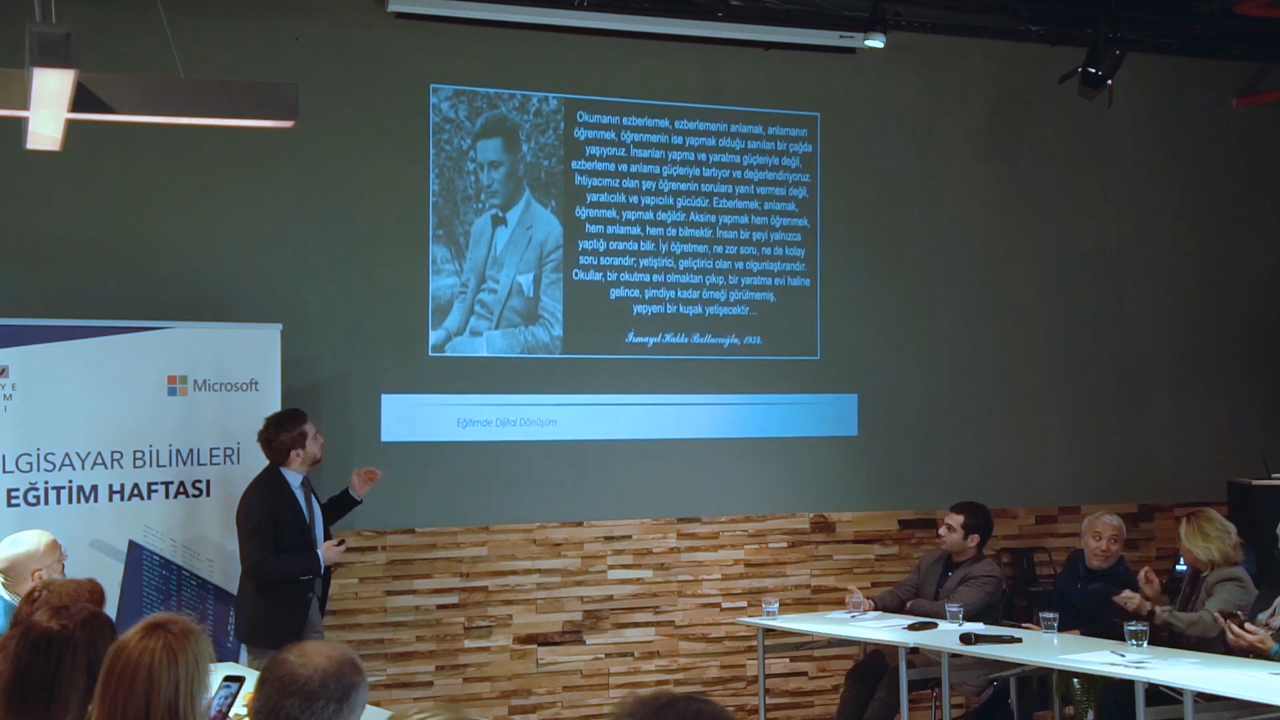 Okumanın ezberlemek, ezberlemenin anlamak, anlamanın
öğrenmek, öğrenmenin ise yapmak olduğu sanılan bir çağda
yaşıyoruz. İnsanları yapma ve yaratma güçleriyle değil,
ezberleme ve anlama güçleriyle tartıyor ve değerlendiriyoruz.
İhtiyacımız olan şey öğrenenin sorulara yanıt vermesi değil,
yaratıcılık ve yapıcılık gücüdür. Ezberlemek; anlamak,
öğrenmek, yapmak değildir. Aksine yapmak hem öğrenmek,
hem anlamak, hem de bilmektir. İnsan bir şeyi yalnızca
yaptığı oranda bilir. İyi öğretmen, ne zor soru, ne de kolay
soru sorandır; yetiştirici, geliçtirici olan ve olgunlaştırandır.
Okullar, bir okutma evi olmaktan çıkıp, bir yaratma evi haline
gelince, şimdiye kadar örneği görülmemiş,
yepyeni bir kuşak yetişecektir...
İsmayıl Hakkı Baltacıoğlu, 1934.
Eğitimde Dijital Dönüşüm
Y E
M
I
Microsoft
LGİSAYAR BİLİMLERİ
EĞİTİM HAFTASI